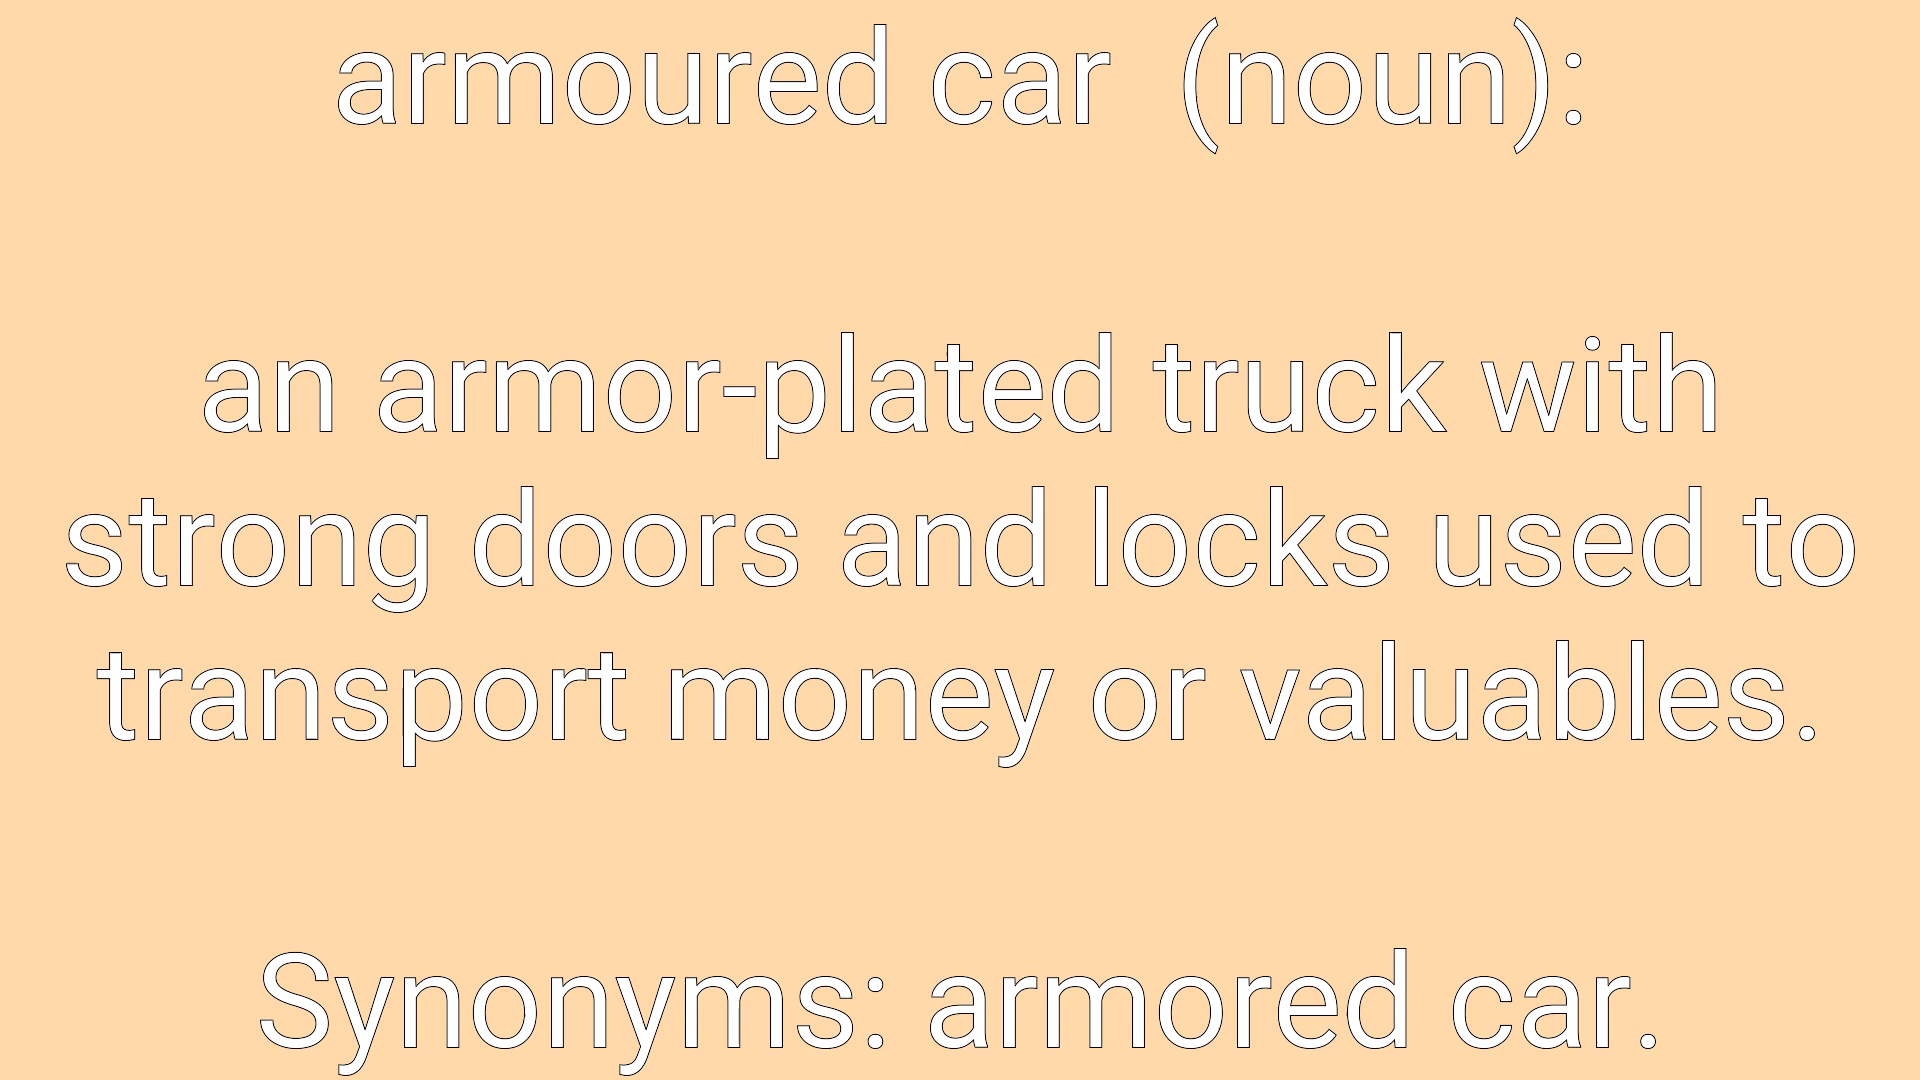 armoured car  (noun):
an armor-plated truck with
strong doors and locks used to
transport money or valuables.
Synonyms: armored car.